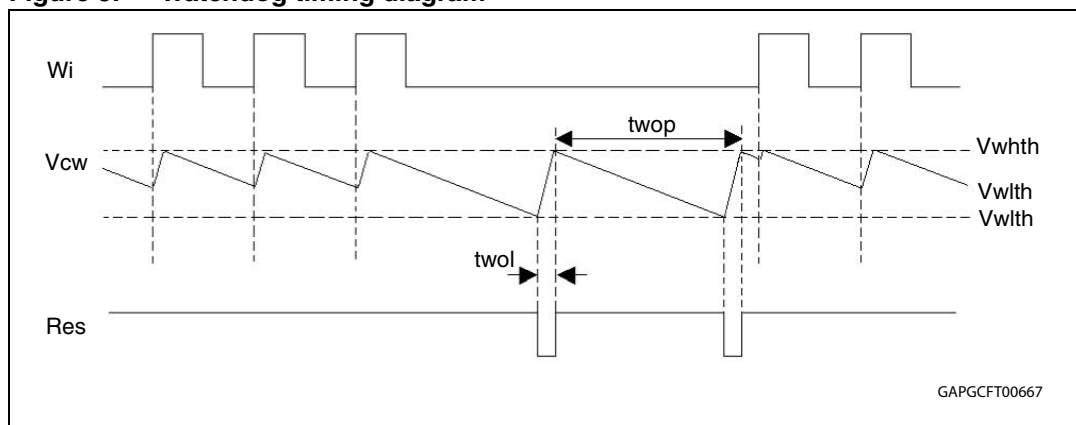 Wi
twop
Vcw
Vwhth
Vwlth
Vwlth
twol
Res
GAPGCFT00667